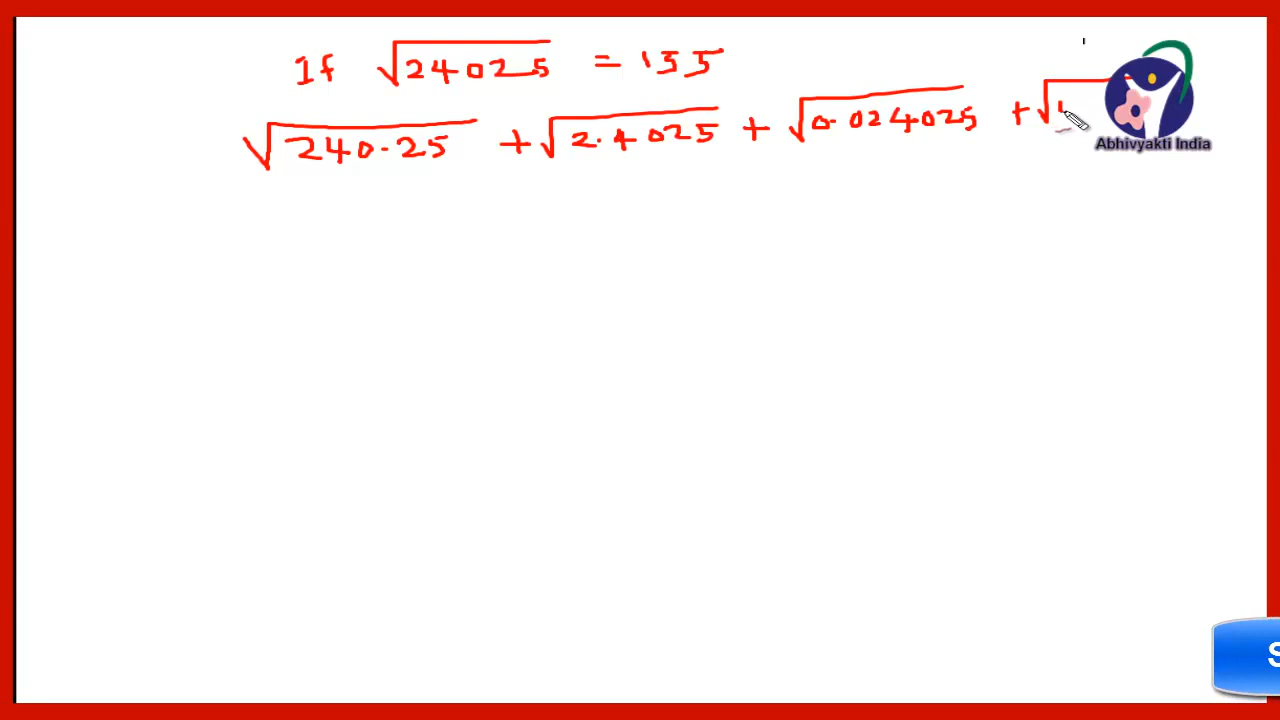 If √24025 = 155
√240.25 + √2.4025 + √0.024025 + √
Abhivyakti India
S